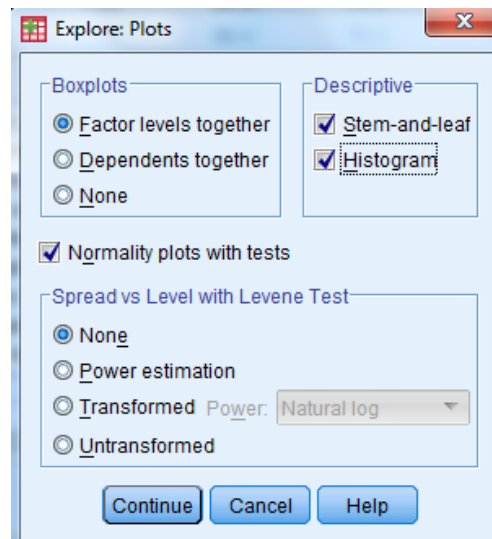 Explore: Plots
Boxplots
Factor levels together
Dependents together
None
Descriptive
Stem-and-leaf
Histogram
Normality plots with tests
Spread vs Level with Levene Test
None
Power estimation
Transformed Power: Natural log
Untransformed
Continue Cancel Help